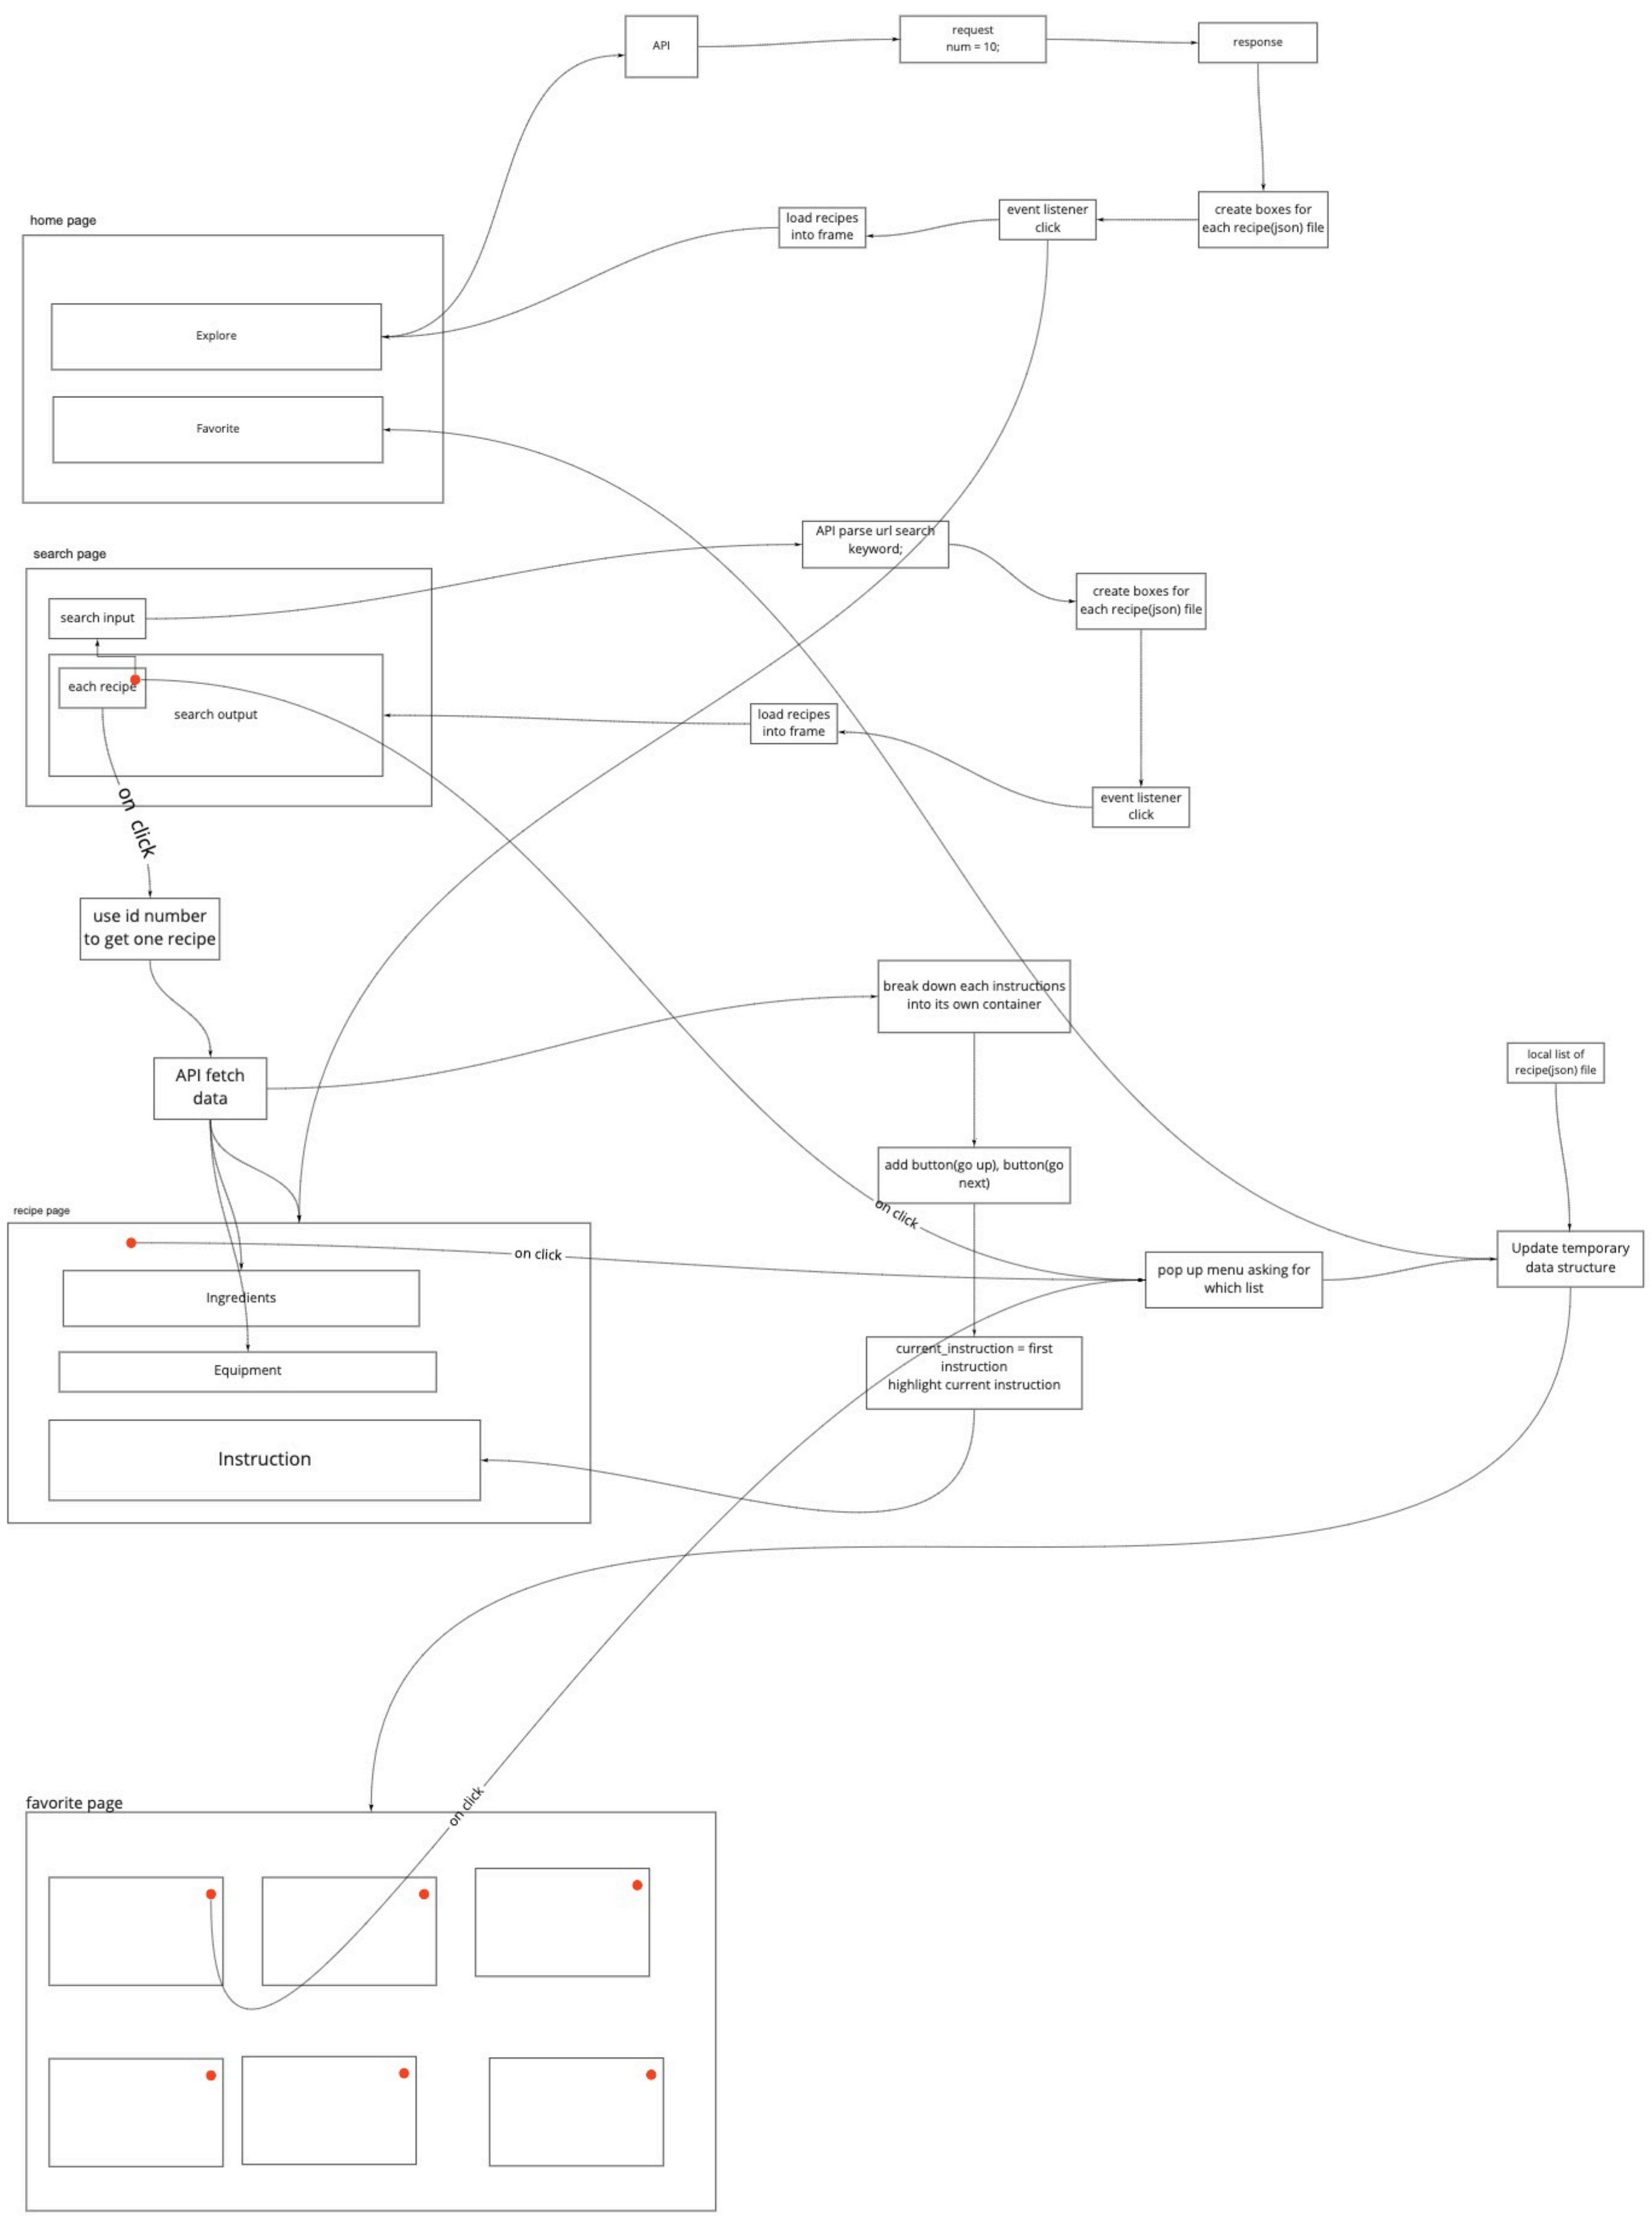 API
request
num = 10;
response
home page
load recipes
into frame
event listener
click
create boxes for
each recipe(json) file
Explore
Favorite
search page
API parse url search
keyword;
create boxes for
each recipe(json) file
search input
each recipe
search output
load recipes
into frame
event listener
click
on click
use id number
to get one recipe
break down each instructions
into its own container
API fetch
data
local list of
recipe(json) file
add button(go up), button(go
next)
on click
recipe page
on click
Update temporary
data structure
pop up menu asking for
which list
Ingredients
Equipment
current_instruction = first
instruction
highlight current instruction
Instruction
favorite page
on click